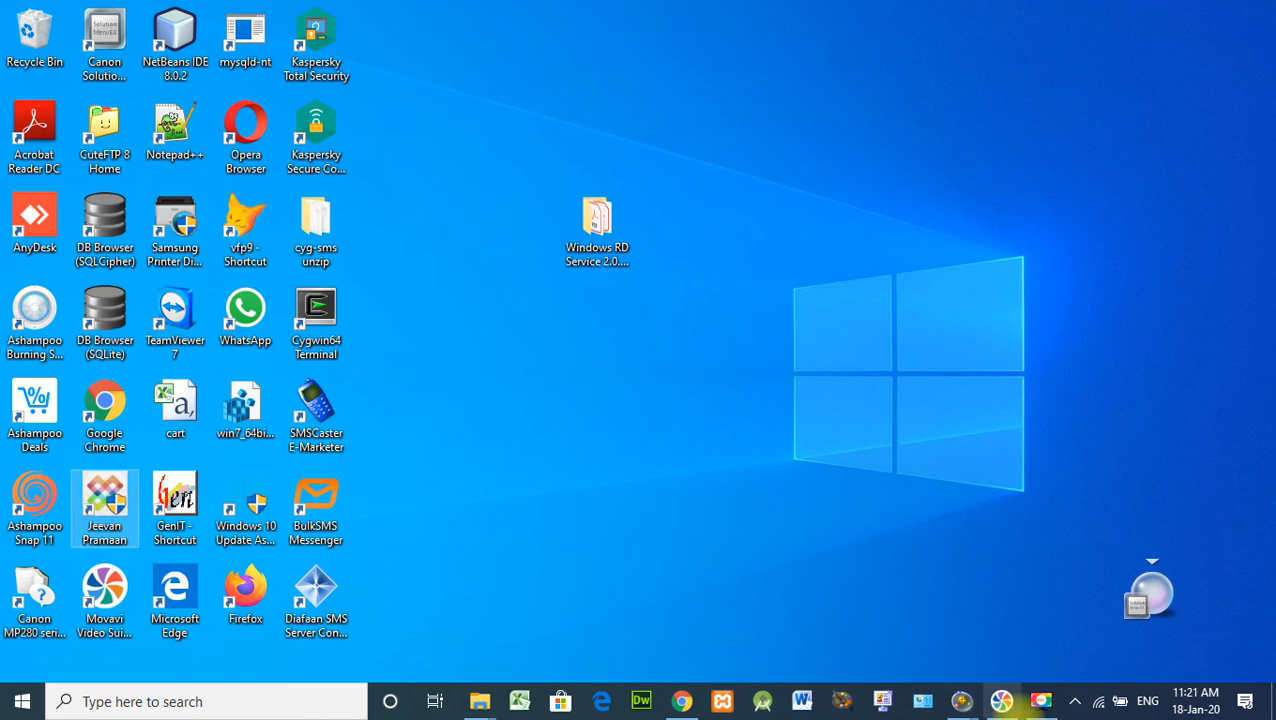 Recycle Bin
Canon
Solutio...
NetBeans IDE
8.0.2
mysqld-nt
Kaspersky
Total Security
Acrobat
Reader DC
CuteFTP 8
Home
Notepad++
Opera
Browser
Kaspersky
Secure Co...
AnyDesk
DB Browser
(SQLCipher)
Samsung
Printer Di...
vfp9 -
Shortcut
cyg-sms
unzip
Windows RD
Service 2.0....
Ashampoo
Burning S...
DB Browser
(SQLite)
TeamViewer
7
WhatsApp
Cygwin64
Terminal
Ashampoo
Deals
Google
Chrome
cart
win7_64bi...
SMSCaster
E-Marketer
Ashampoo
Snap 11
Jeevan
Pramaan
Gen
GenIT -
Shortcut
Windows 10
Update As...
BulkSMS
Messenger
Canon
MP280 seri...
Movavi
Video Sui...
Microsoft
Edge
Firefox
Diafaan SMS
Server Con...
Type here to search
Dw
ENG
11:21 AM
18-Jan-20